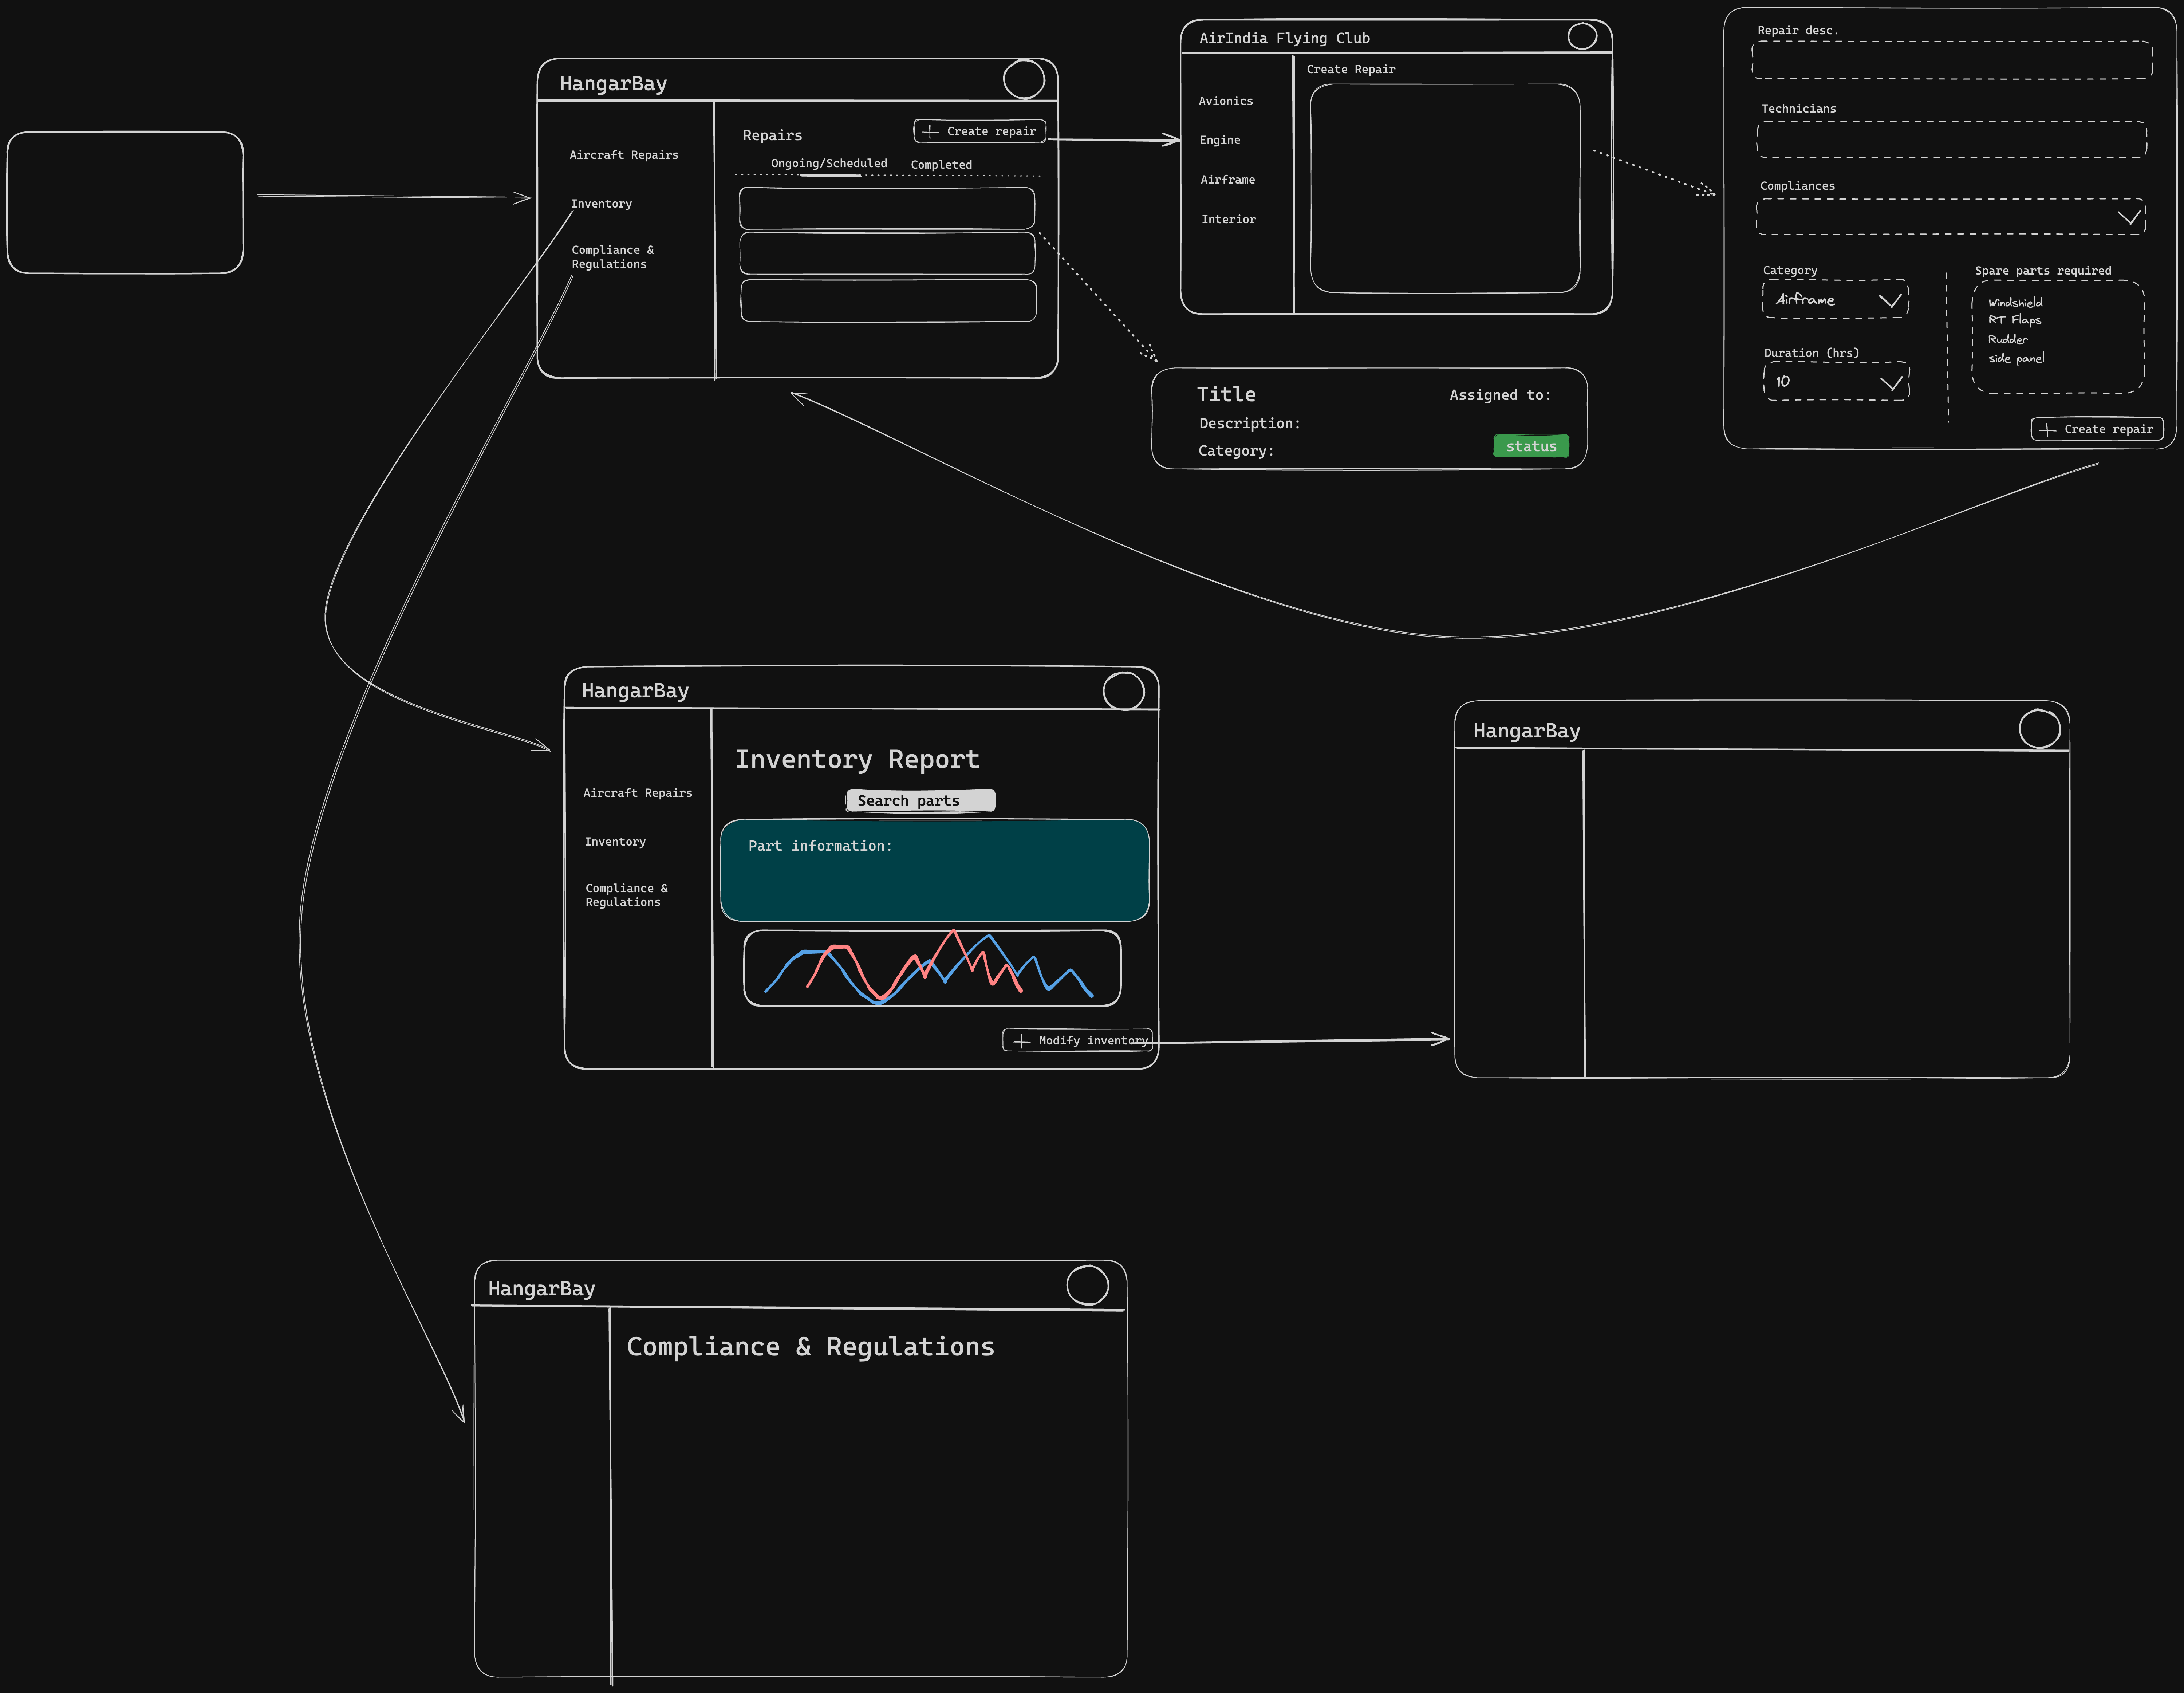 HangarBay
Aircraft Repairs
Inventory
Compliance &
Regulations
Repairs
+ Create repair
Ongoing/Scheduled
Completed
AirIndia Flying Club
Avionics
Engine
Airframe
Interior
Create Repair
Repair desc.
Technicians
Compliances
Category
Airframe
Duration (hrs)
10
Spare parts required
Windshield
RT Flaps
Rudder
side panel
+ Create repair
Title
Assigned to:
Description:
Category:
status
HangarBay
Aircraft Repairs
Inventory
Compliance &
Regulations
Inventory Report
Search parts
Part information:
+ Modify inventory
HangarBay
HangarBay
Compliance & Regulations